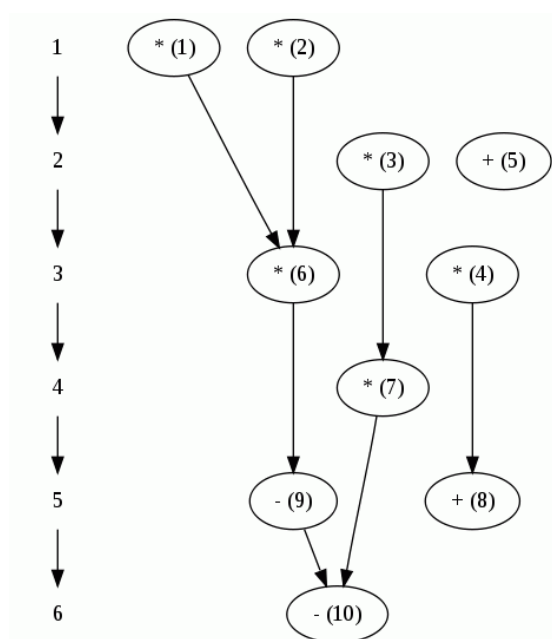 1 * (1) * (2)
2 * (3) + (5)
3 * (6) * (4)
4 * (7)
5 - (9) + (8)
6 - (10)